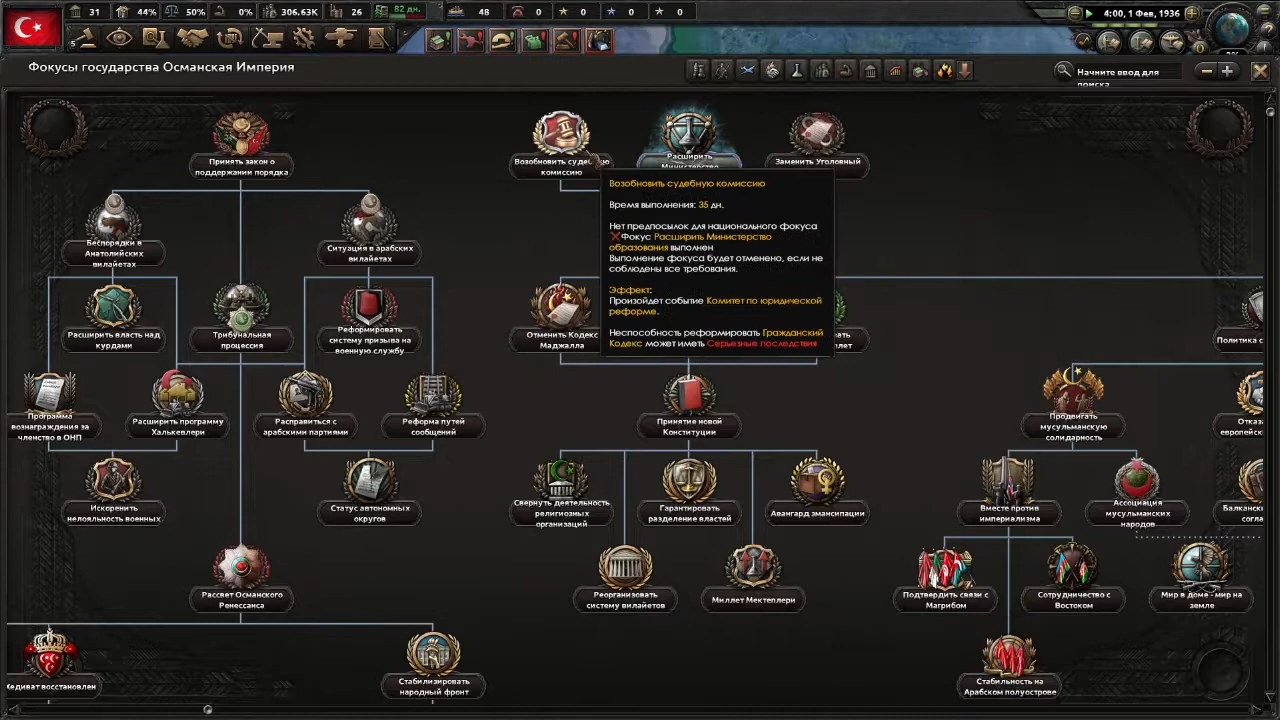 31 44% 50% 0% 306.63K 26 82 дн. 48 0 0 0 0
4:00, 1 Фев, 1936
Фокусы государства Османская Империя
Начните ввод для поиска
Принять закон о поддержании порядка
Возобновить судебную комиссию
Расширить Министерство
Заменить Уголовный
Возобновить судебную комиссию
Время выполнения: 35 дн.
Нет предпосылок для национального фокуса
Фокус Расширить Министерство
образования выполнен
Выполнение фокуса будет отменено, если не
соблюдены все требования.
Эффект:
Произойдет событие Комитет по юридической
реформе.
Неспособность реформировать Гражданский
Кодекс может иметь Серьезные последствия
Беспорядки в Анатолийских вилайетах
Ситуация в арабских вилайетах
Расширить власть над курдами
Трибунальная процессия
Реформировать систему призыва на военную службу
Отменить Кодекс Маджалла
Политика
Программа вознаграждения за членство в ОНП
Расширить программу Халькевлери
Расправиться с арабскими партиями
Реформа путей сообщений
Принятие новой Конституции
Продвигать мусульманскую солидарность
Искоренить нелояльность военных
Статус автономных округов
Свернуть деятельность религиозных организаций
Гарантировать разделение властей
Авангард эмансипации
Вместе против империализма
Ассоциация мусульманских народов
Рассвет Османского Ренессанса
Реорганизовать систему вилайетов
Миллет Мектеплери
Подтвердить связи с Магрибом
Сотрудничество с Востоком
Мир в доме - мир на земле
Кедиват восстановлен
Стабилизировать народный фронт
Стабильность на Арабском полуострове